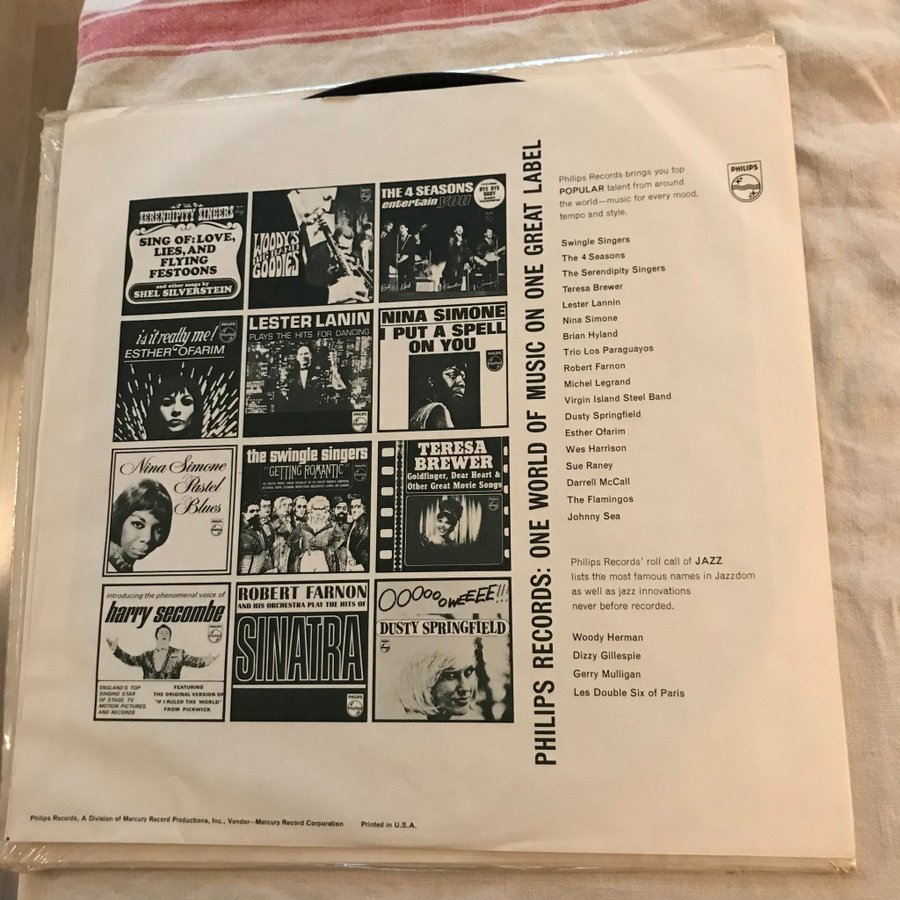 THE
SERENDIPITY SINGERS
SING OF: LOVE,
LIES, AND
FLYING
FESTOONS
and other songs by
SHEL SILVERSTEIN
WOODY'S
BIG BAND
GOODIES
THE 4 SEASONS
entertain you
FEATURING
BYE BYE
BABY
is it really me!
ESTHER OFARIM
PHILIPS
LESTER LANIN
PLAYS THE HITS FOR DANCING
NINA SIMONE
I PUT A SPELL
ON YOU
Nina Simone
Pastel
Blues
the swingle singers
"GETTING ROMANTIC"
TERESA
BREWER
Goldfinger, Dear Heart &
Other Great Movie Songs
introducing the phenomenal voice of
harry secombe
ENGLAND'S TOP
SINGING STAR
OF STAGE, TV,
MOTION PICTURES,
AND RECORDS
FEATURING
THE ORIGINAL VERSION OF
"IF I RULED THE WORLD"
FROM PICKWICK
ROBERT FARNON
AND HIS ORCHESTRA PLAY THE HITS OF
SINATRA
PHILIPS
OOOoooWEEEE!!!
DUSTY SPRINGFIELD
PHILIPS RECORDS: ONE WORLD OF MUSIC ON ONE GREAT LABEL
Philips Records brings you top
POPULAR talent from around
the world—music for every mood,
tempo and style.
PHILIPS
Swingle Singers
The 4 Seasons
The Serendipity Singers
Teresa Brewer
Lester Lannin
Nina Simone
Brian Hyland
Trio Los Paraguayos
Robert Farnon
Michel Legrand
Virgin Island Steel Band
Dusty Springfield
Esther Ofarim
Wes Harrison
Sue Raney
Darrell McCall
The Flamingos
Johnny Sea
Philips Records' roll call of JAZZ
lists the most famous names in Jazzdom
as well as jazz innovations
never before recorded.
Woody Herman
Dizzy Gillespie
Gerry Mulligan
Les Double Six of Paris
Philips Records, A Division of Mercury Record Productions, Inc., Vendor—Mercury Record Corporation Printed in U.S.A.